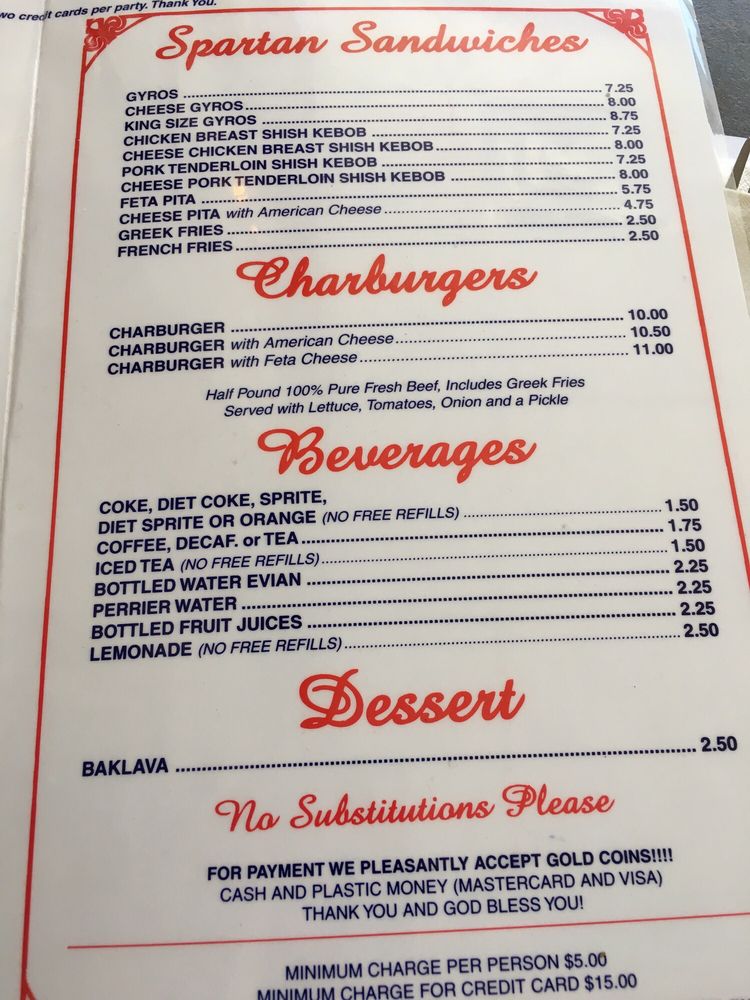 wo credit cards per party. Thank You.
Spartan Sandwiches
GYROS 7.25
CHEESE GYROS 8.00
KING SIZE GYROS 8.75
CHICKEN BREAST SHISH KEBOB 7.25
CHEESE CHICKEN BREAST SHISH KEBOB 8.00
PORK TENDERLOIN SHISH KEBOB 7.25
CHEESE PORK TENDERLOIN SHISH KEBOB 8.00
FETA PITA 5.75
CHEESE PITA with American Cheese 4.75
GREEK FRIES 2.50
FRENCH FRIES 2.50
Charburgers
CHARBURGER 10.00
CHARBURGER with American Cheese 10.50
CHARBURGER with Feta Cheese 11.00
Half Pound 100% Pure Fresh Beef, Includes Greek Fries
Served with Lettuce, Tomatoes, Onion and a Pickle
Beverages
COKE, DIET COKE, SPRITE,
DIET SPRITE OR ORANGE (NO FREE REFILLS) 1.50
COFFEE, DECAF. or TEA 1.75
ICED TEA (NO FREE REFILLS) 1.50
BOTTLED WATER EVIAN 2.25
PERRIER WATER 2.25
BOTTLED FRUIT JUICES 2.25
LEMONADE (NO FREE REFILLS) 2.50
Dessert
BAKLAVA 2.50
No Substitutions Please
FOR PAYMENT WE PLEASANTLY ACCEPT GOLD COINS!!!!
CASH AND PLASTIC MONEY (MASTERCARD AND VISA)
THANK YOU AND GOD BLESS YOU!
MINIMUM CHARGE PER PERSON $5.00
MINIMUM CHARGE FOR CREDIT CARD $15.00